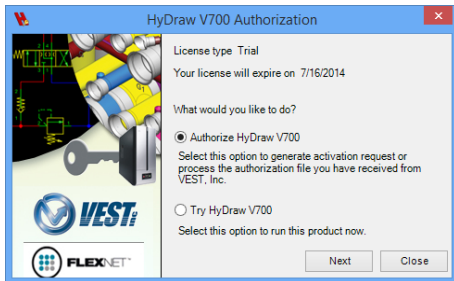 HyDraw V700 Authorization
License type Trial
Your license will expire on 7/16/2014
What would you like to do?
Authorize HyDraw V700
Select this option to generate activation request or
process the authorization file you have received from
VEST, Inc.
Try HyDraw V700
Select this option to run this product now.
Next Close
VEST
FLEXNET